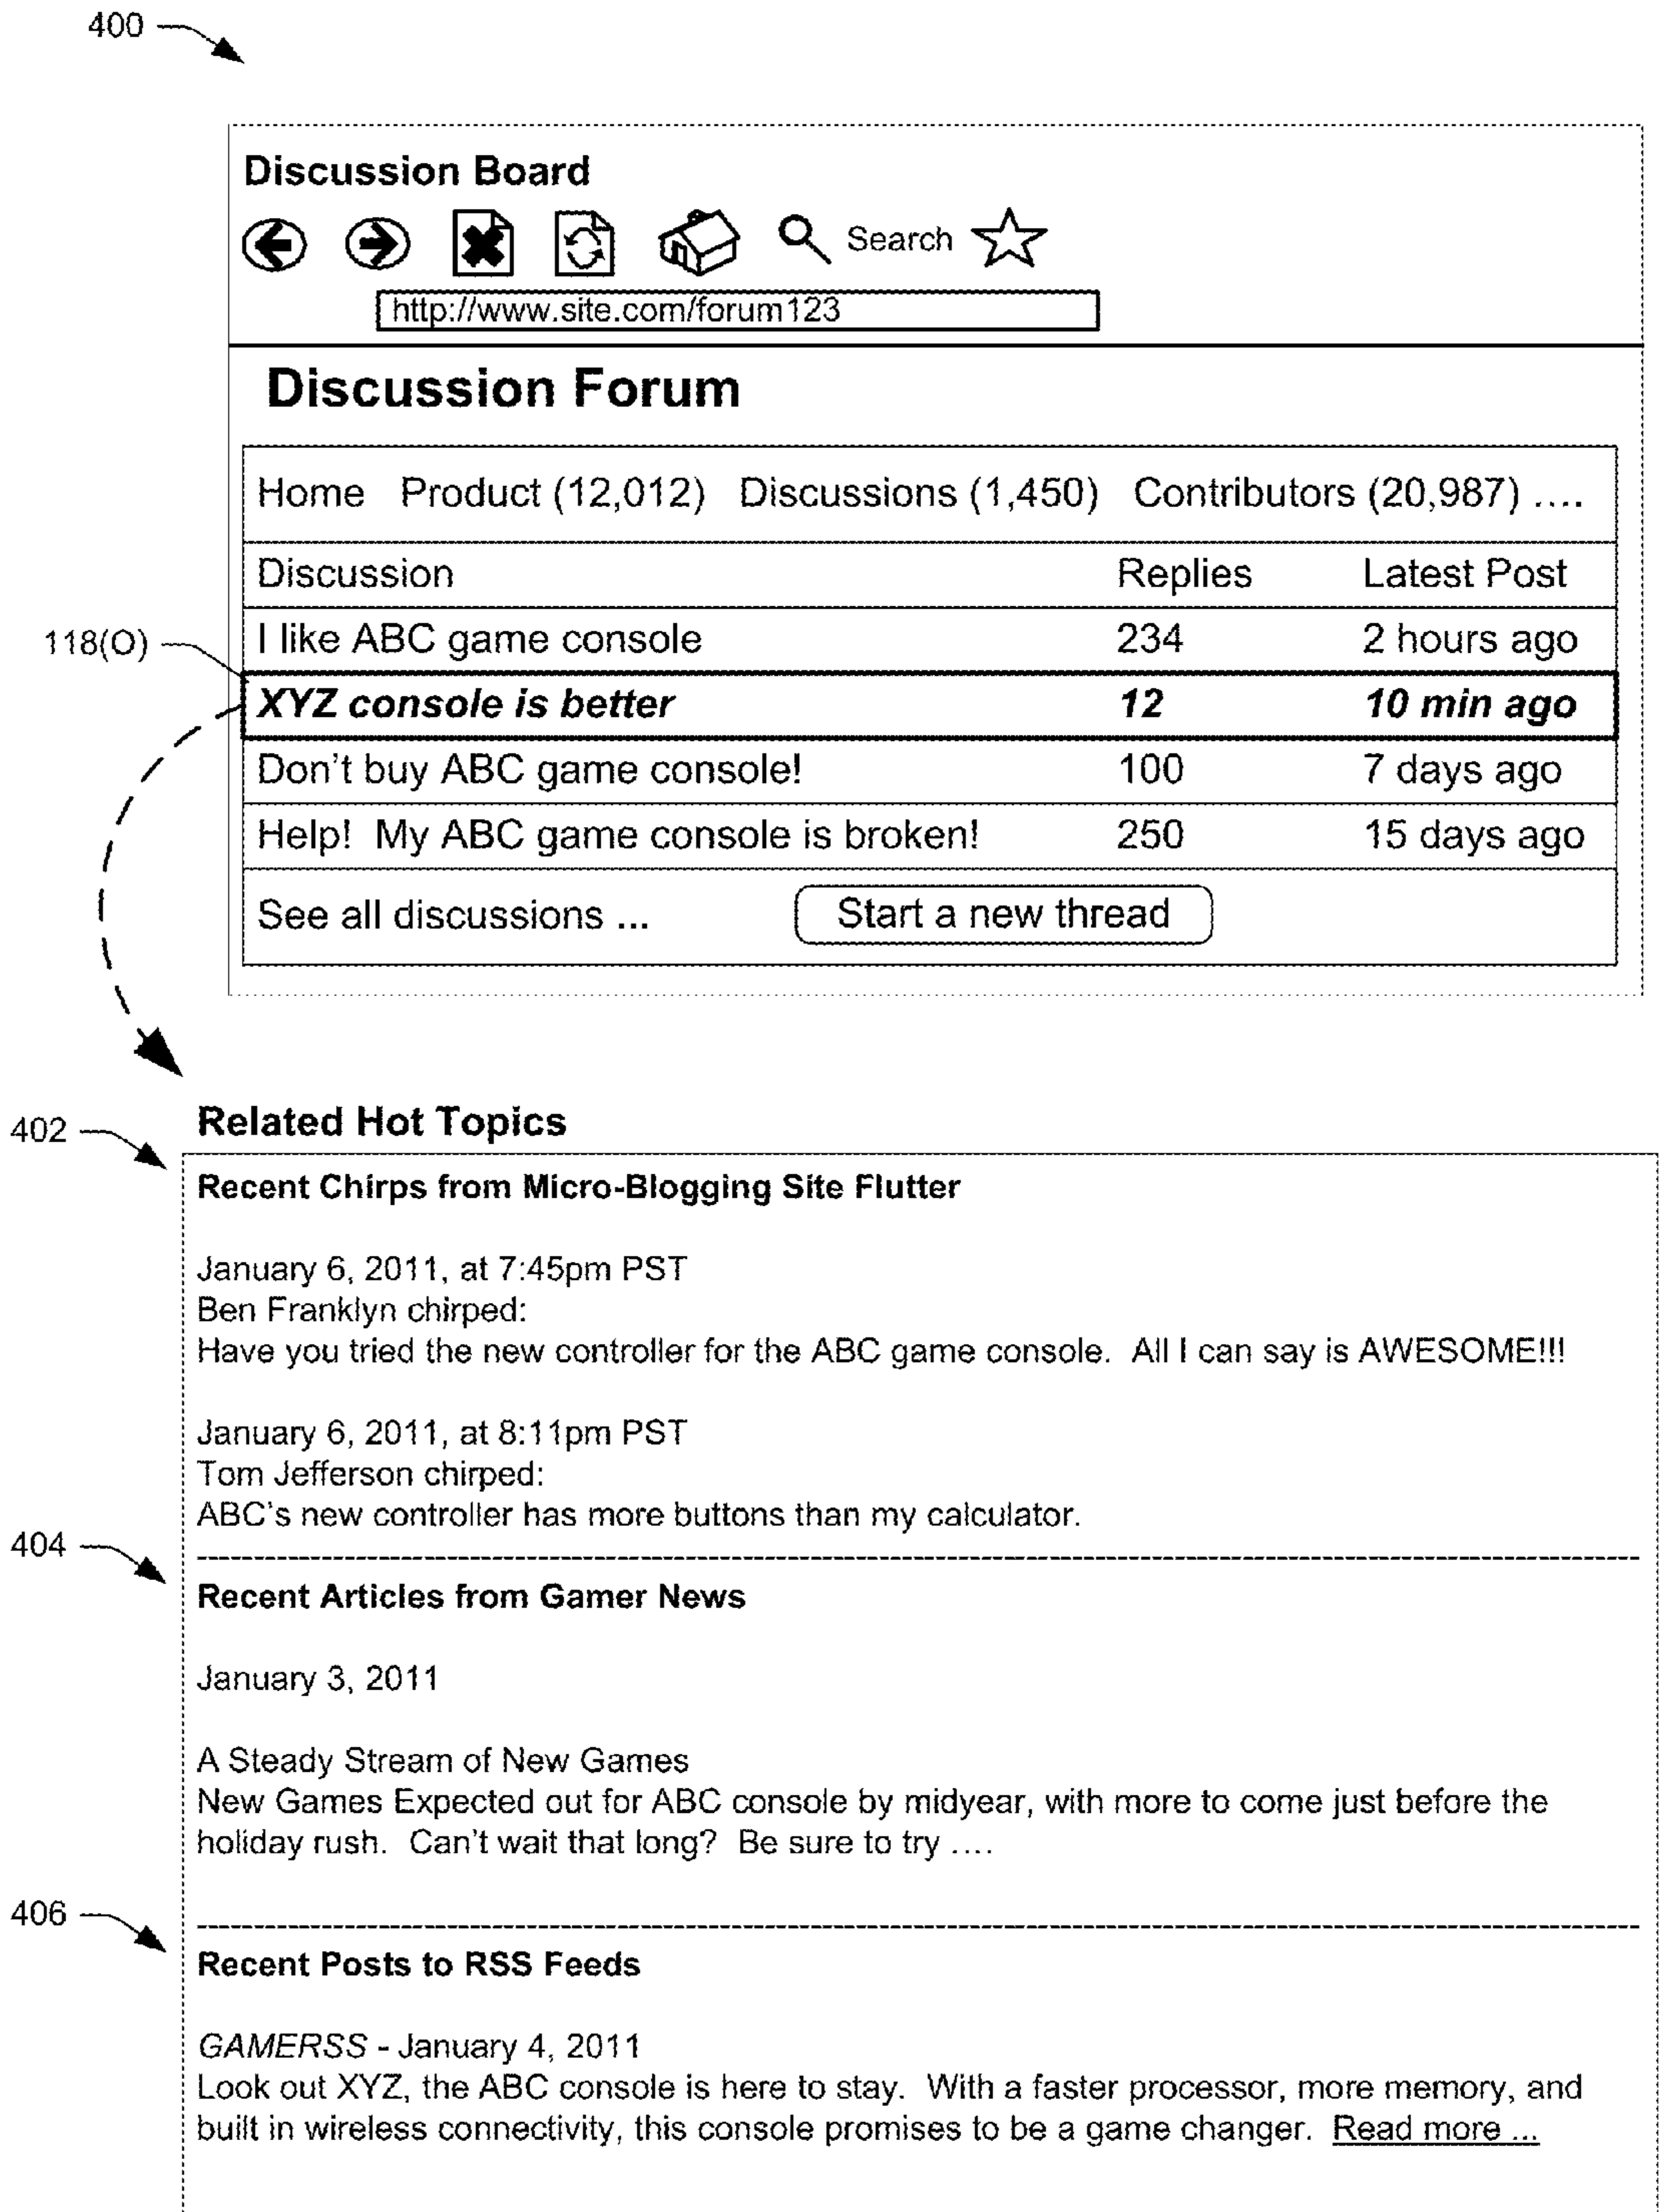 400
Discussion Board
Search
http://www.site.com/forum123
Discussion Forum
Home Product (12,012) Discussions (1,450) Contributors (20,987) ....
Discussion Replies Latest Post
118(O)
I like ABC game console 234 2 hours ago
XYZ console is better 12 10 min ago
Don't buy ABC game console! 100 7 days ago
Help! My ABC game console is broken! 250 15 days ago
See all discussions ... Start a new thread
402
Related Hot Topics
Recent Chirps from Micro-Blogging Site Flutter
January 6, 2011, at 7:45pm PST
Ben Franklyn chirped:
Have you tried the new controller for the ABC game console. All I can say is AWESOME!!!
January 6, 2011, at 8:11pm PST
Tom Jefferson chirped:
ABC's new controller has more buttons than my calculator.
404
Recent Articles from Gamer News
January 3, 2011
A Steady Stream of New Games
New Games Expected out for ABC console by midyear, with more to come just before the
holiday rush. Can't wait that long? Be sure to try ....
406
Recent Posts to RSS Feeds
GAMERSS - January 4, 2011
Look out XYZ, the ABC console is here to stay. With a faster processor, more memory, and
built in wireless connectivity, this console promises to be a game changer. Read more ...